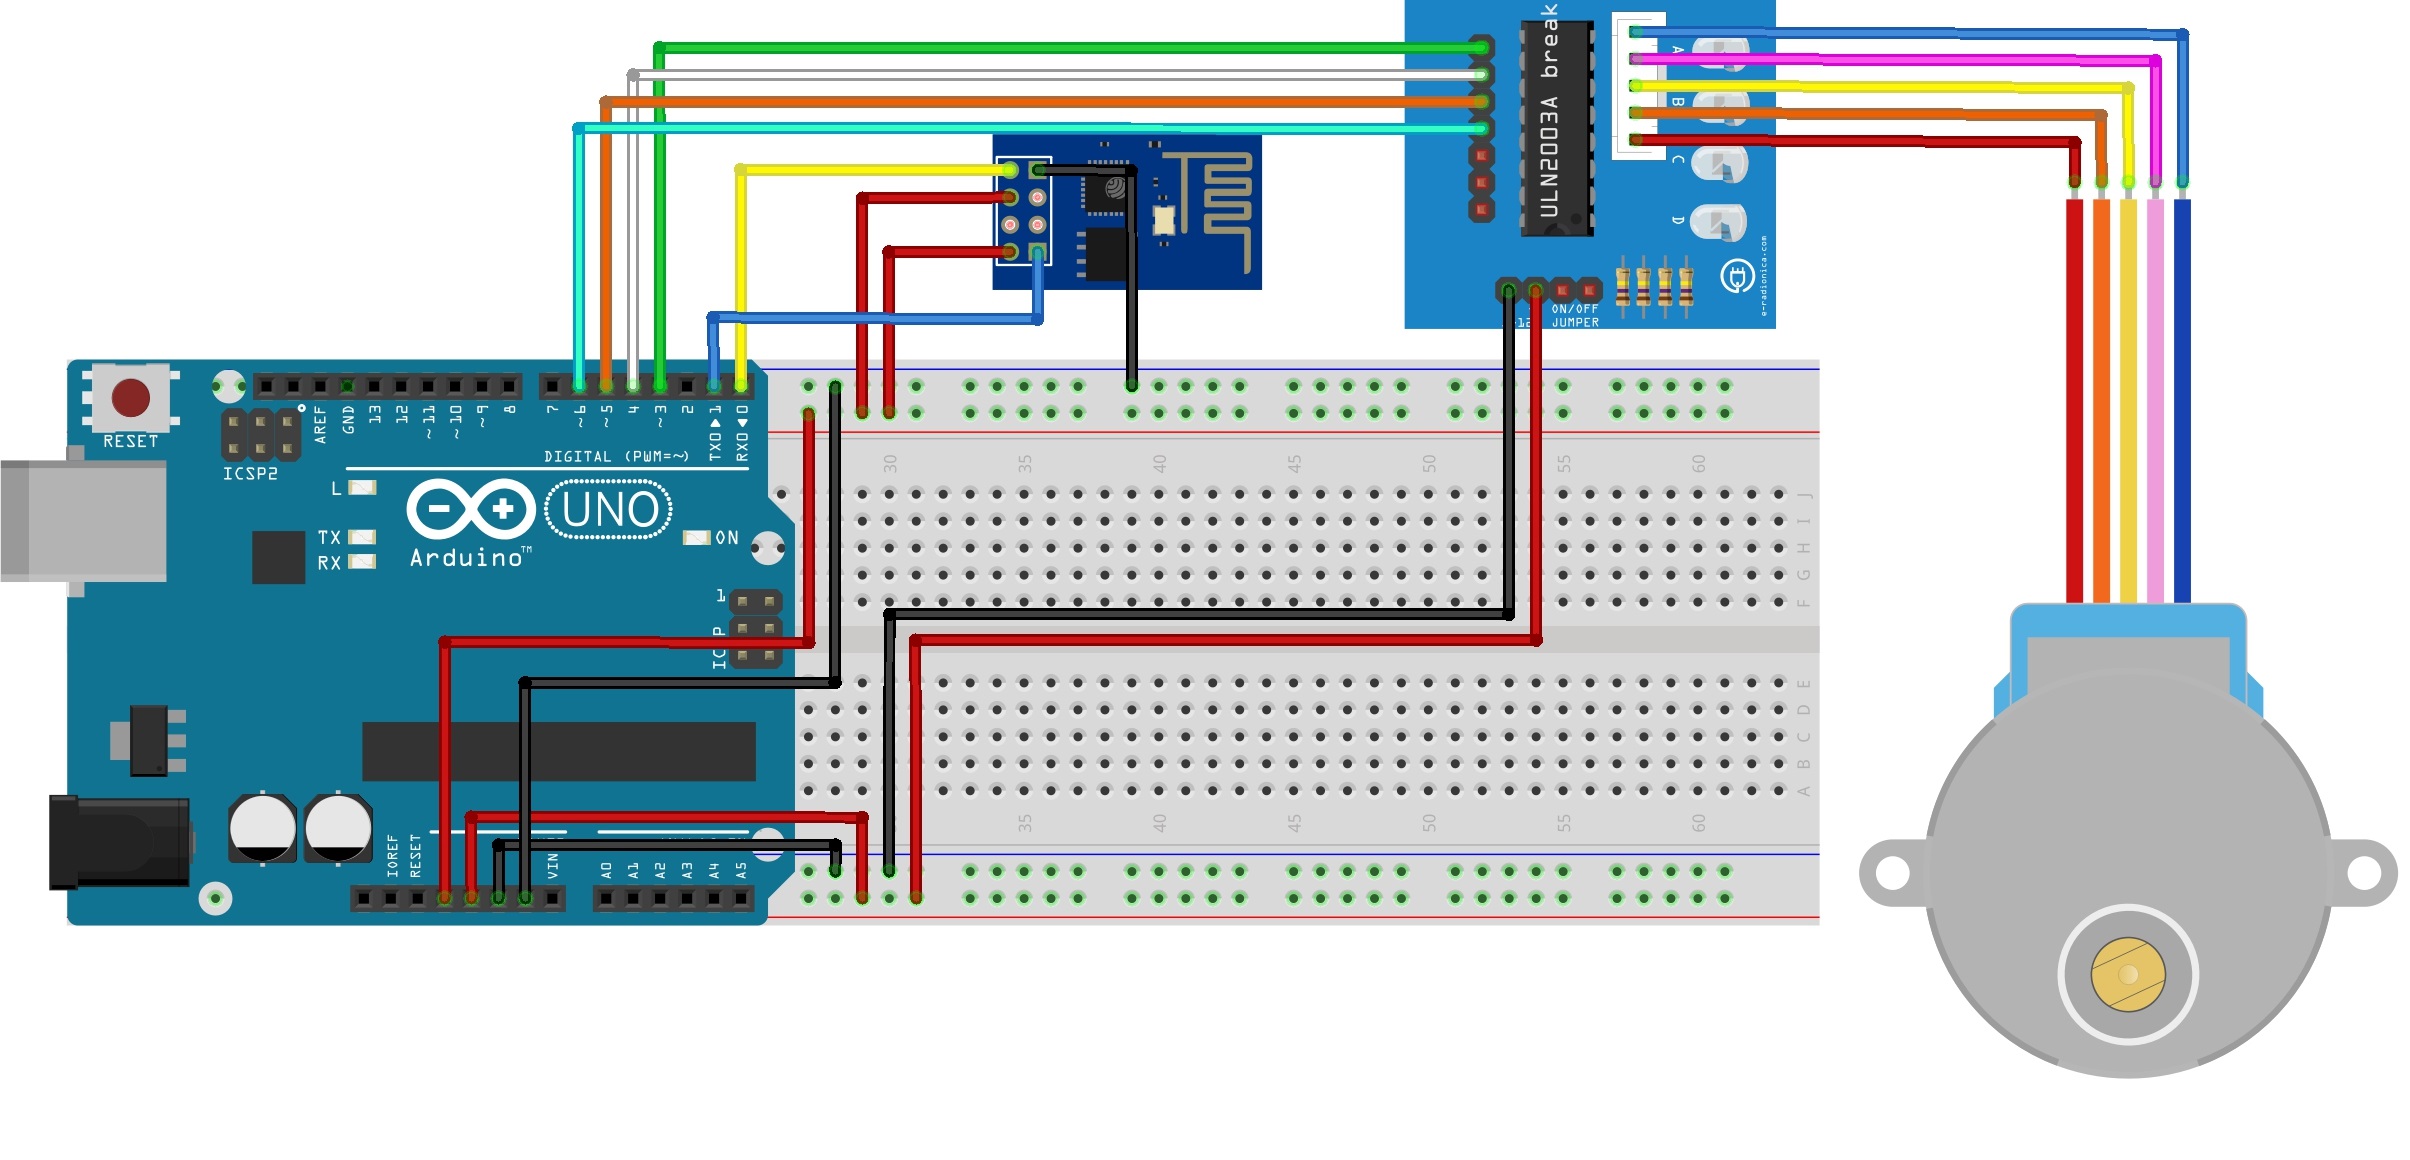 ULN2003A break
A
B
C
D
e-radionica.com
ON/OFF
JUMPER
RESET
ICSP2
AREF
GND
13
12
~11
~10
~9
8
7
~6
~5
4
~3
2
TX0▶1
RX0◀0
DIGITAL (PWM=~)
L
TX
RX
UNO
Arduino™
ON
1
IOREF
RESET
VIN
A0
A1
A2
A3
A4
A5
30
35
40
45
50
55
60
J
I
H
G
F
E
D
C
B
A
35
40
45
50
55
60